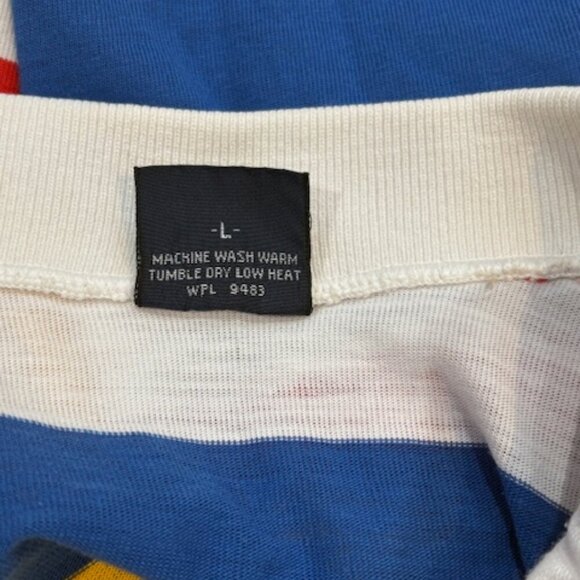 -L-
MACHINE WASH WARM
TUMBLE DRY LOW HEAT
WPL 9483